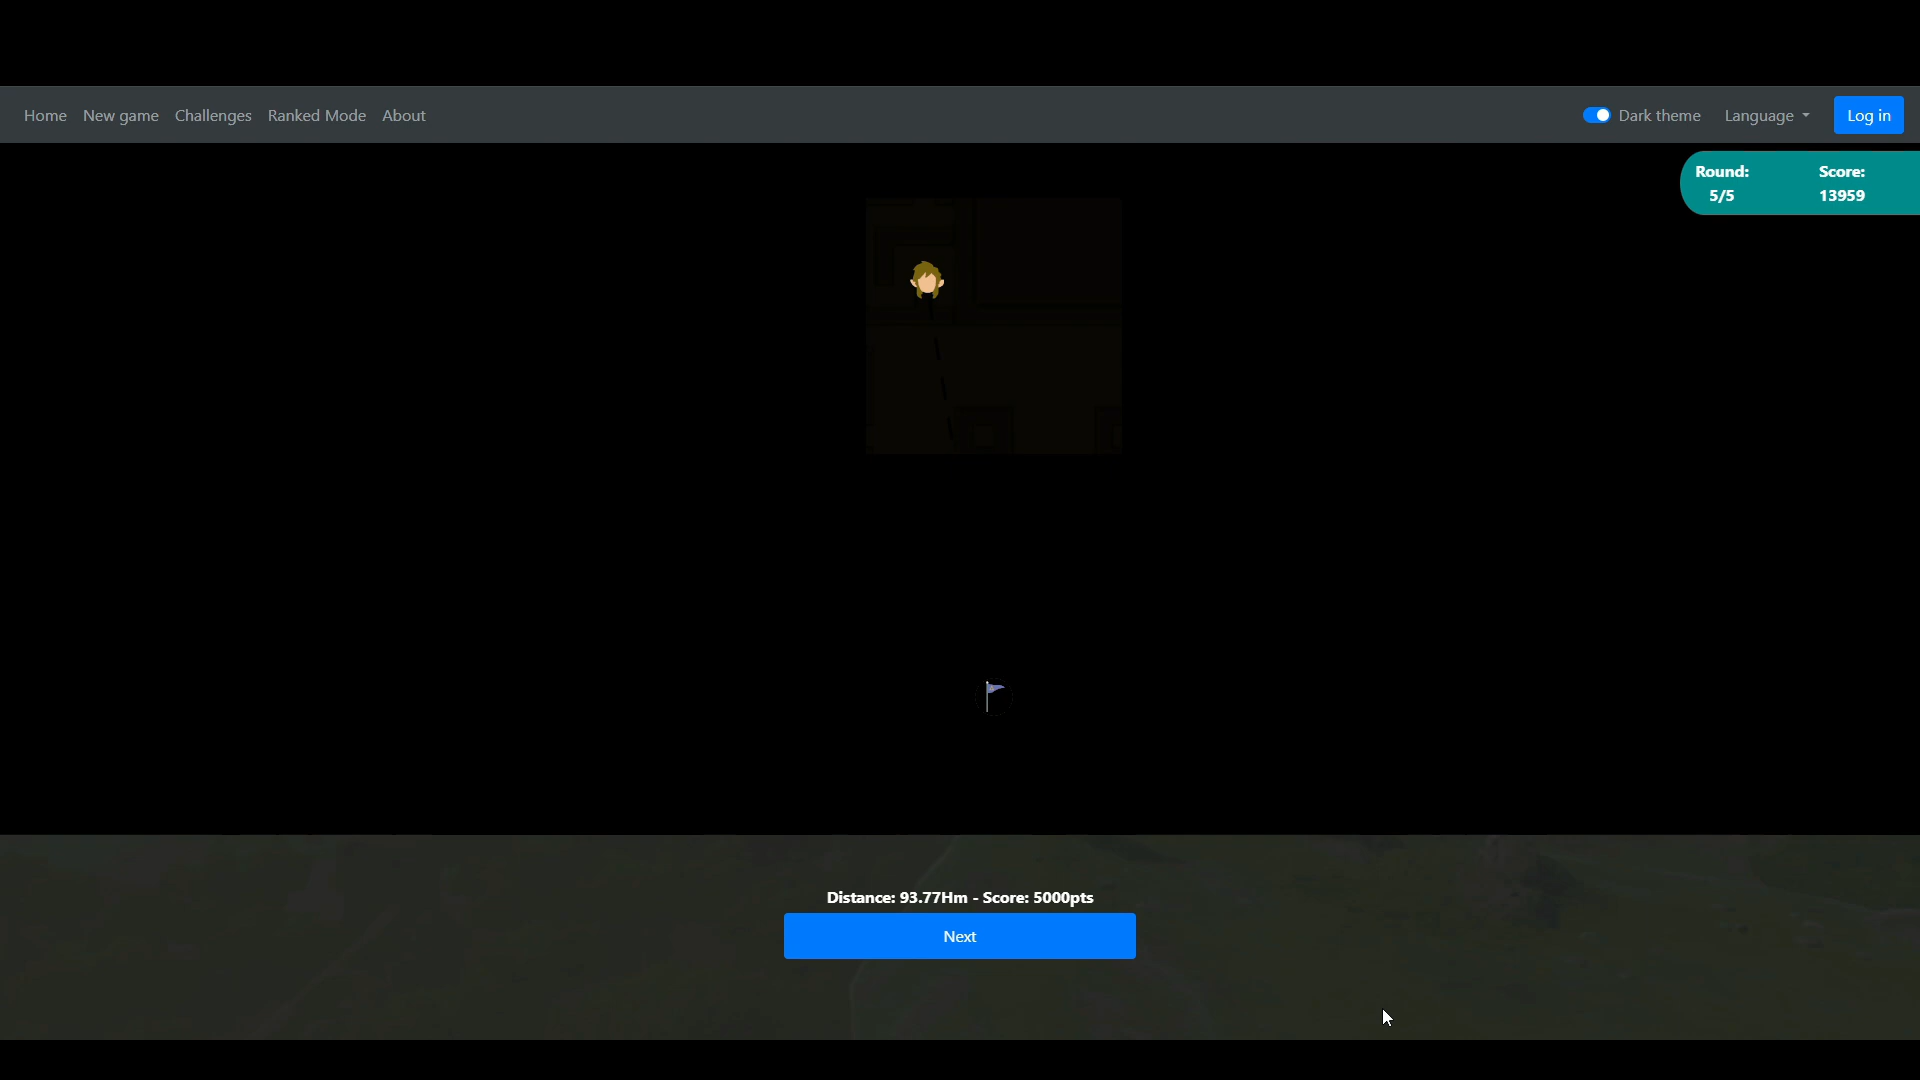 Home New game Challenges Ranked Mode About Dark theme Language Log in
Round: Score:
5/5 13959
Distance: 93.77Hm - Score: 5000pts
Next